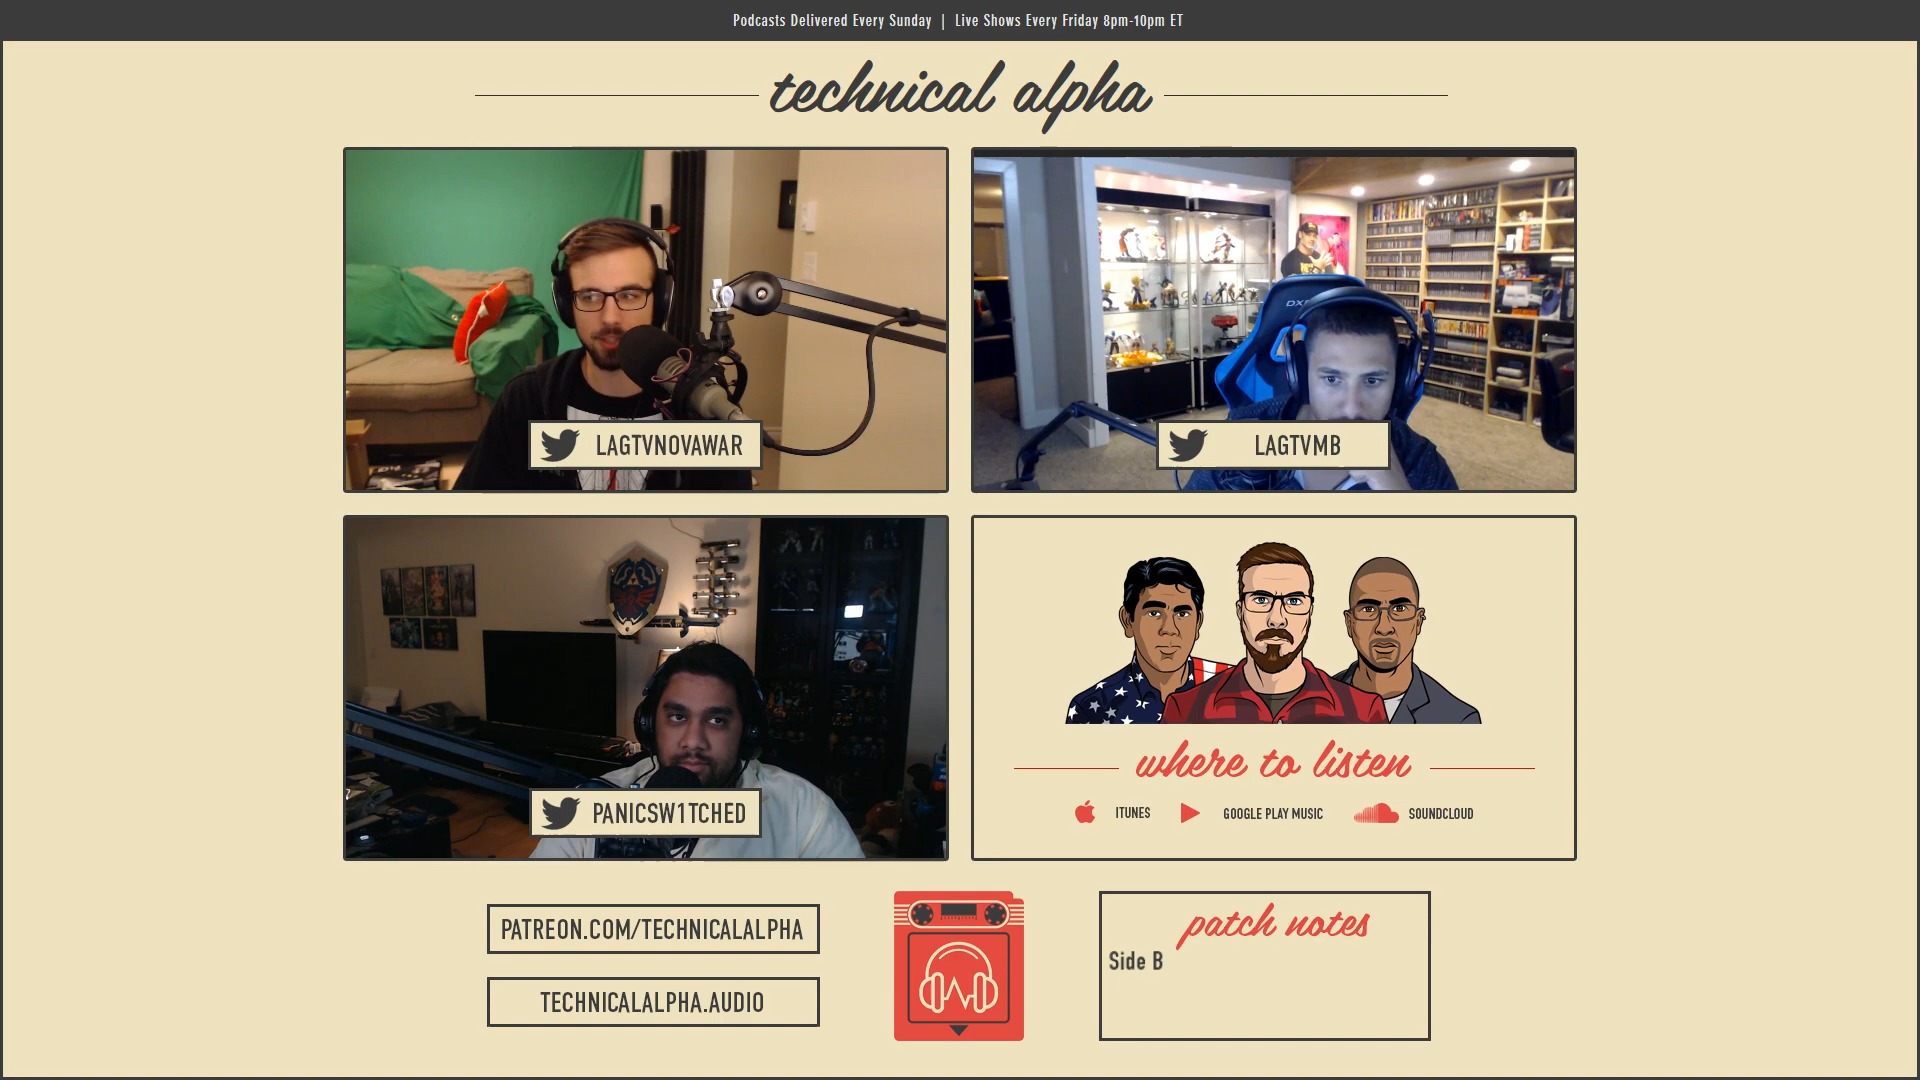 Podcasts Delivered Every Sunday | Live Shows Every Friday 8pm-10pm ET
technical alpha
LAGTVNOVAWAR
DX
LAGTVMB
PANICSW1TCHED
where to listen
ITUNES
GOOGLE PLAY MUSIC
SOUNDCLOUD
PATREON.COM/TECHNICALALPHA
TECHNICALALPHA.AUDIO
patch notes
Side B